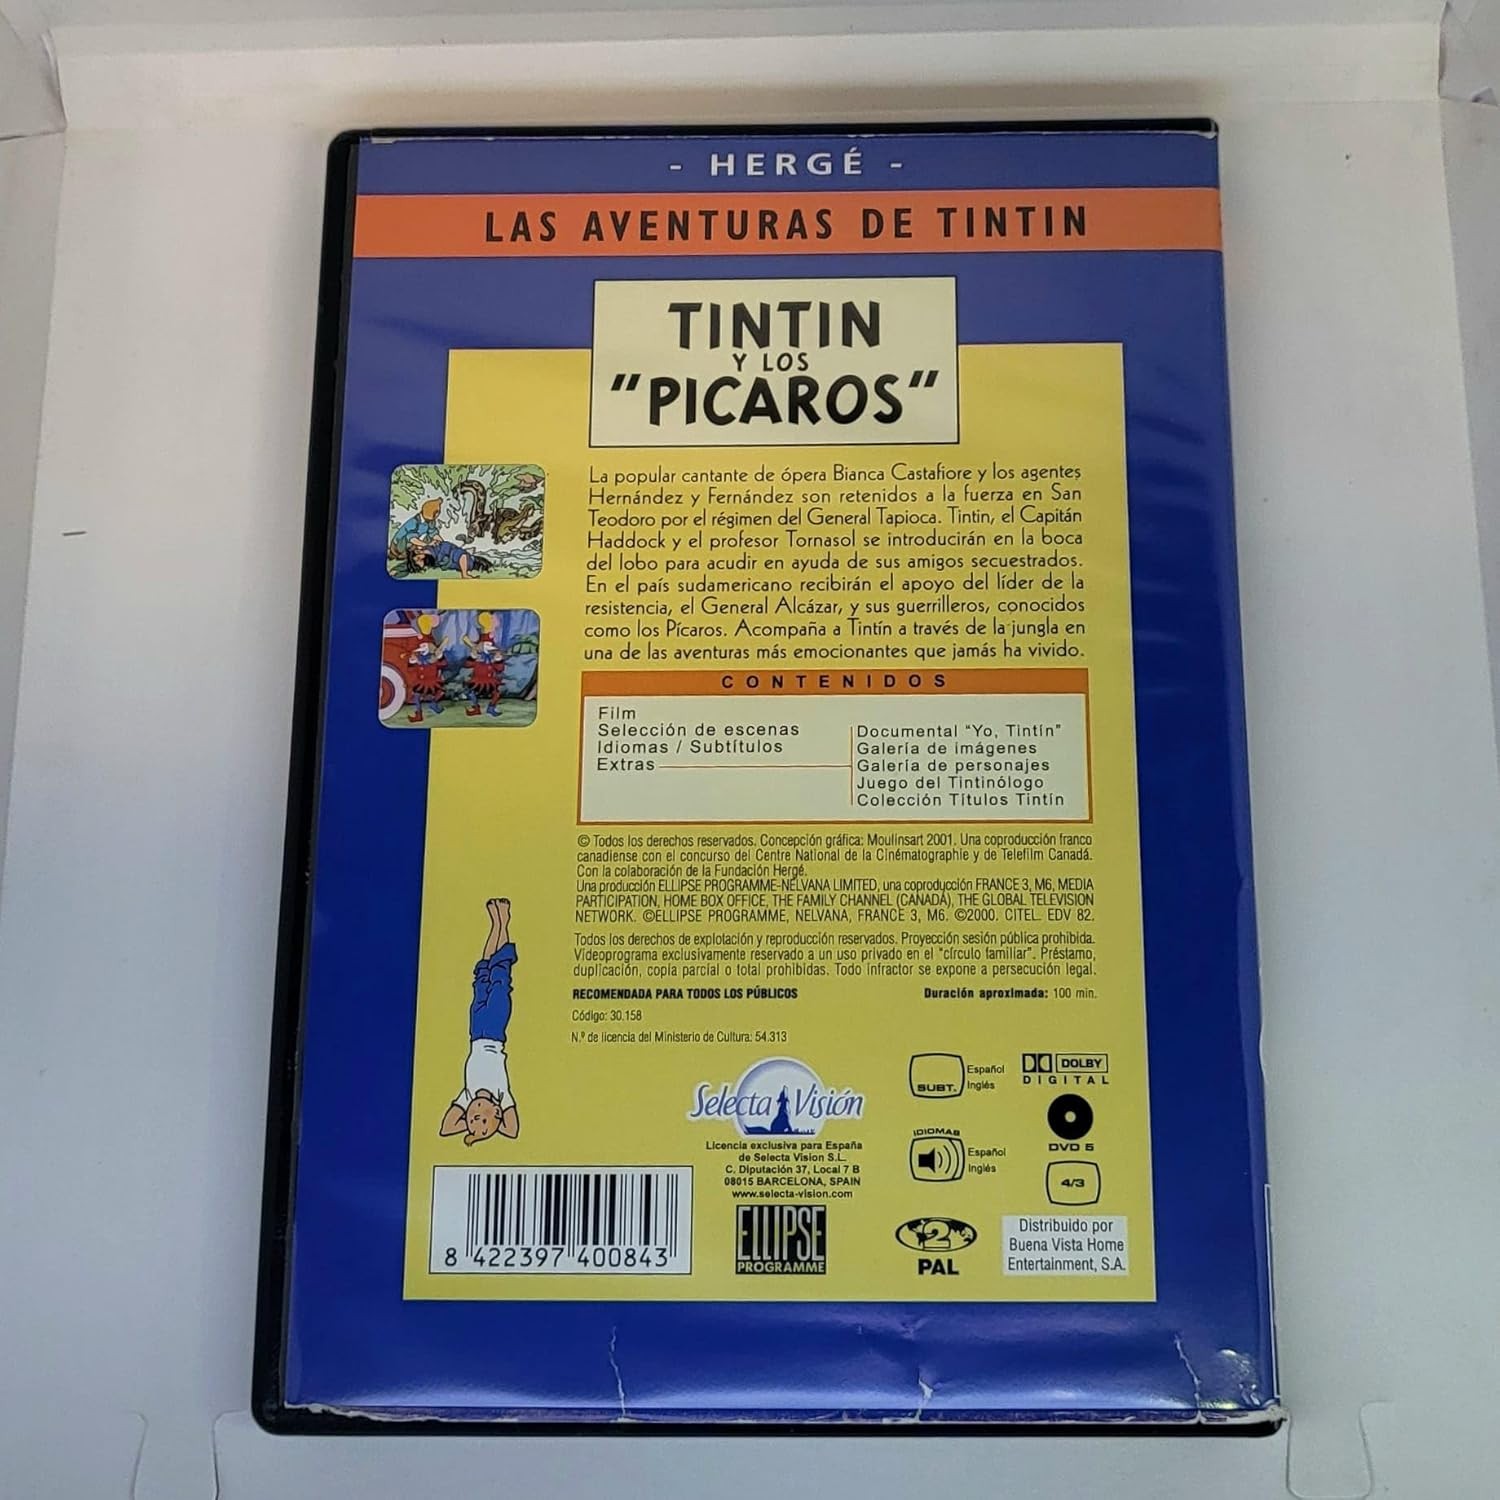 - HERGÉ -
LAS AVENTURAS DE TINTIN
TINTIN
Y LOS
"PICAROS"
La popular cantante de ópera Bianca Castafiore y los agentes
Hernández y Fernández son retenidos a la fuerza en San
Teodoro por el régimen del General Tapioca. Tintin, el Capitán
Haddock y el profesor Tornasol se introducirán en la boca
del lobo para acudir en ayuda de sus amigos secuestrados.
En el país sudamericano recibirán el apoyo del líder de la
resistencia, el General Alcázar, y sus guerrilleros, conocidos
como los Pícaros. Acompaña a Tintín a través de la jungla en
una de las aventuras más emocionantes que jamás ha vivido.
CONTENIDOS
Film
Selección de escenas
Idiomas / Subtítulos
Extras
Documental "Yo, Tintín"
Galería de imágenes
Galería de personajes
Juego del Tintinólogo
Colección Títulos Tintín
© Todos los derechos reservados. Concepción gráfica: Moulinsart 2001. Una coproducción franco
canadiense con el concurso del Centre National de la Cinématographie y de Telefilm Canadá.
Con la colaboración de la Fundación Hergé.
Una producción ELLIPSE PROGRAMME-NELVANA LIMITED, una coproducción FRANCE 3, M6, MEDIA
PARTICIPATION, HOME BOX OFFICE, THE FAMILY CHANNEL (CANADÁ), THE GLOBAL TELEVISION
NETWORK. ©ELLIPSE PROGRAMME, NELVANA, FRANCE 3, M6. ©2000. CITEL. EDV 82.
Todos los derechos de explotación y reproducción reservados. Proyección sesión pública prohibida.
Videoprograma exclusivamente reservado a un uso privado en el "círculo familiar". Préstamo,
duplicación, copia parcial o total prohibidas. Todo infractor se expone a persecución legal.
RECOMENDADA PARA TODOS LOS PÚBLICOS
Duración aproximada: 100 min.
Código: 30.158
N.º de licencia del Ministerio de Cultura: 54.313
Selecta Visión
Licencia exclusiva para España
de Selecta Vision S.L.
C. Diputación 37, Local 7 B
08015 BARCELONA, SPAIN
www.selecta-vision.com
ELLIPSE
PROGRAMME
SUBT.
Español
Inglés
IDIOMAS
Español
Inglés
DOLBY
DIGITAL
DVD 5
4/3
2
PAL
Distribuido por
Buena Vista Home
Entertainment, S.A.
8 422397 400843